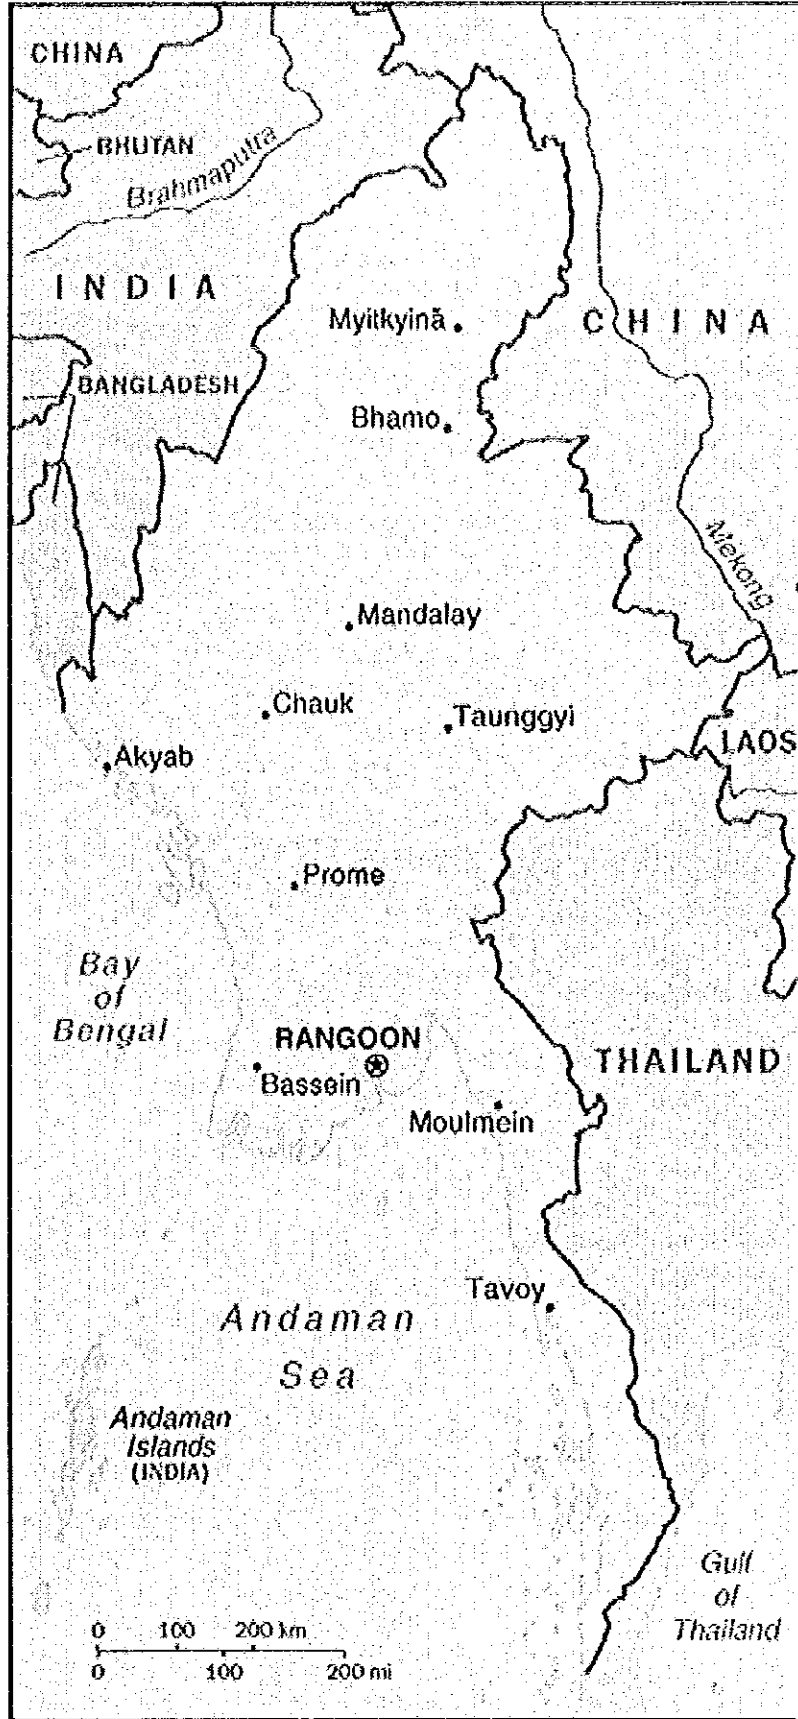 CHINA
BHUTAN
Brahmaputra
INDIA
Myitkyinā
CHINA
BANGLADESH
Bhamo
Mekong
Mandalay
Chauk
Taunggyi
LAOS
Akyab
Prome
Bay
of
Bengal
RANGOON
THAILAND
Bassein
Moulmein
Tavoy
Andaman
Sea
Andaman
Islands
(INDIA)
Gulf
of
Thailand
0 100 200 km
0 100 200 mi